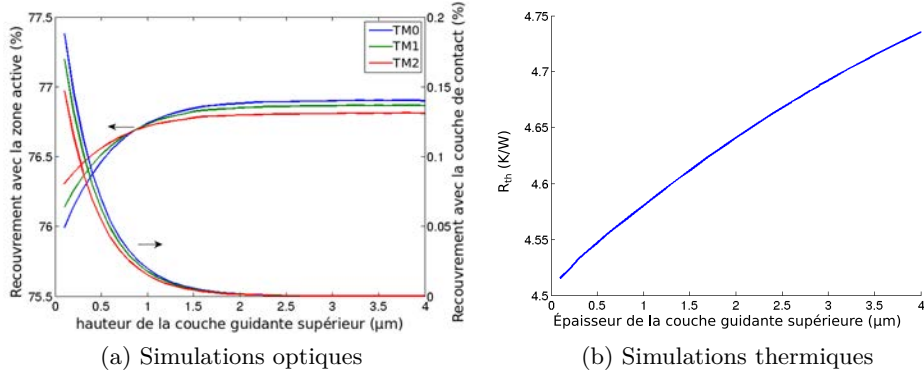 77.5
77
76.5
76
75.5
Recouvrement avec la zone active (%)
0.2
0.15
0.1
0.05
0
Recouvrement avec la couche de contact (%)
TM0
TM1
TM2
0 0.5 1 1.5 2 2.5 3 3.5 4
hauteur de la couche guidante supérieur (µm)
(a) Simulations optiques
4.75
4.7
4.65
4.6
4.55
4.5
R_th (K/W)
0 0.5 1 1.5 2 2.5 3 3.5 4
Épaisseur de la couche guidante supérieure (µm)
(b) Simulations thermiques